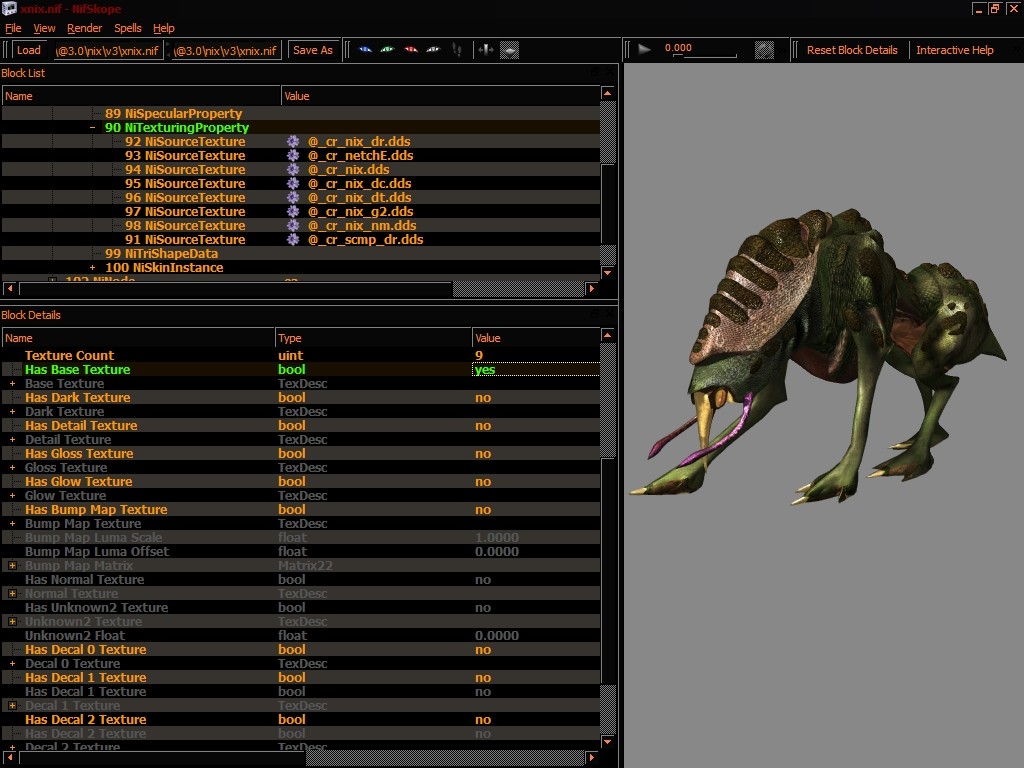 xnix.nif - NifSkope
File View Render Spells Help
Load \@3.0\nix\v3\xnix.nif \@3.0\nix\v3\xnix.nif Save As 0.000 Reset Block Details Interactive Help
Block List
Name Value
89 NiSpecularProperty
90 NiTexturingProperty
92 NiSourceTexture @_cr_nix_dr.dds
93 NiSourceTexture @_cr_netchE.dds
94 NiSourceTexture @_cr_nix.dds
95 NiSourceTexture @_cr_nix_dc.dds
96 NiSourceTexture @_cr_nix_dt.dds
97 NiSourceTexture @_cr_nix_g2.dds
98 NiSourceTexture @_cr_nix_nm.dds
91 NiSourceTexture @_cr_scmp_dr.dds
99 NiTriShapeData
100 NiSkinInstance
102 NiNode
Block Details
Name Type Value
Texture Count uint 9
Has Base Texture bool yes
Base Texture TexDesc
Has Dark Texture bool no
Dark Texture TexDesc
Has Detail Texture bool no
Detail Texture TexDesc
Has Gloss Texture bool no
Gloss Texture TexDesc
Has Glow Texture bool no
Glow Texture TexDesc
Has Bump Map Texture bool no
Bump Map Texture TexDesc
Bump Map Luma Scale float 1.0000
Bump Map Luma Offset float 0.0000
Bump Map Matrix Matrix22
Has Normal Texture bool no
Normal Texture TexDesc
Has Unknown2 Texture bool no
Unknown2 Texture TexDesc
Unknown2 Float float 0.0000
Has Decal 0 Texture bool no
Decal 0 Texture TexDesc
Has Decal 1 Texture bool no
Has Decal 1 Texture bool no
Decal 1 Texture TexDesc
Has Decal 2 Texture bool no
Has Decal 2 Texture bool no
Decal 2 Texture TexDesc